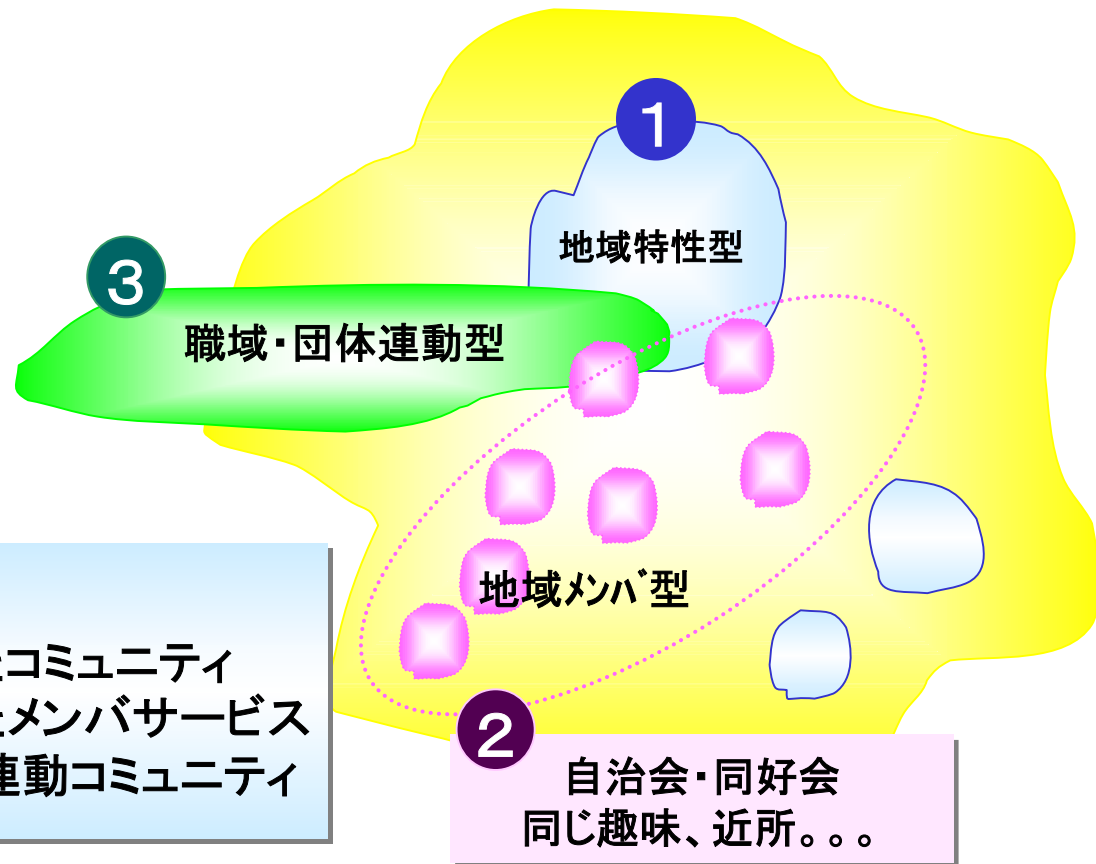 1
地域特性型
3
職域・団体連動型
地域メンバ型
コミュニティ
メンバサービス
連動コミュニティ
2
自治会・同好会
同じ趣味、近所。。。